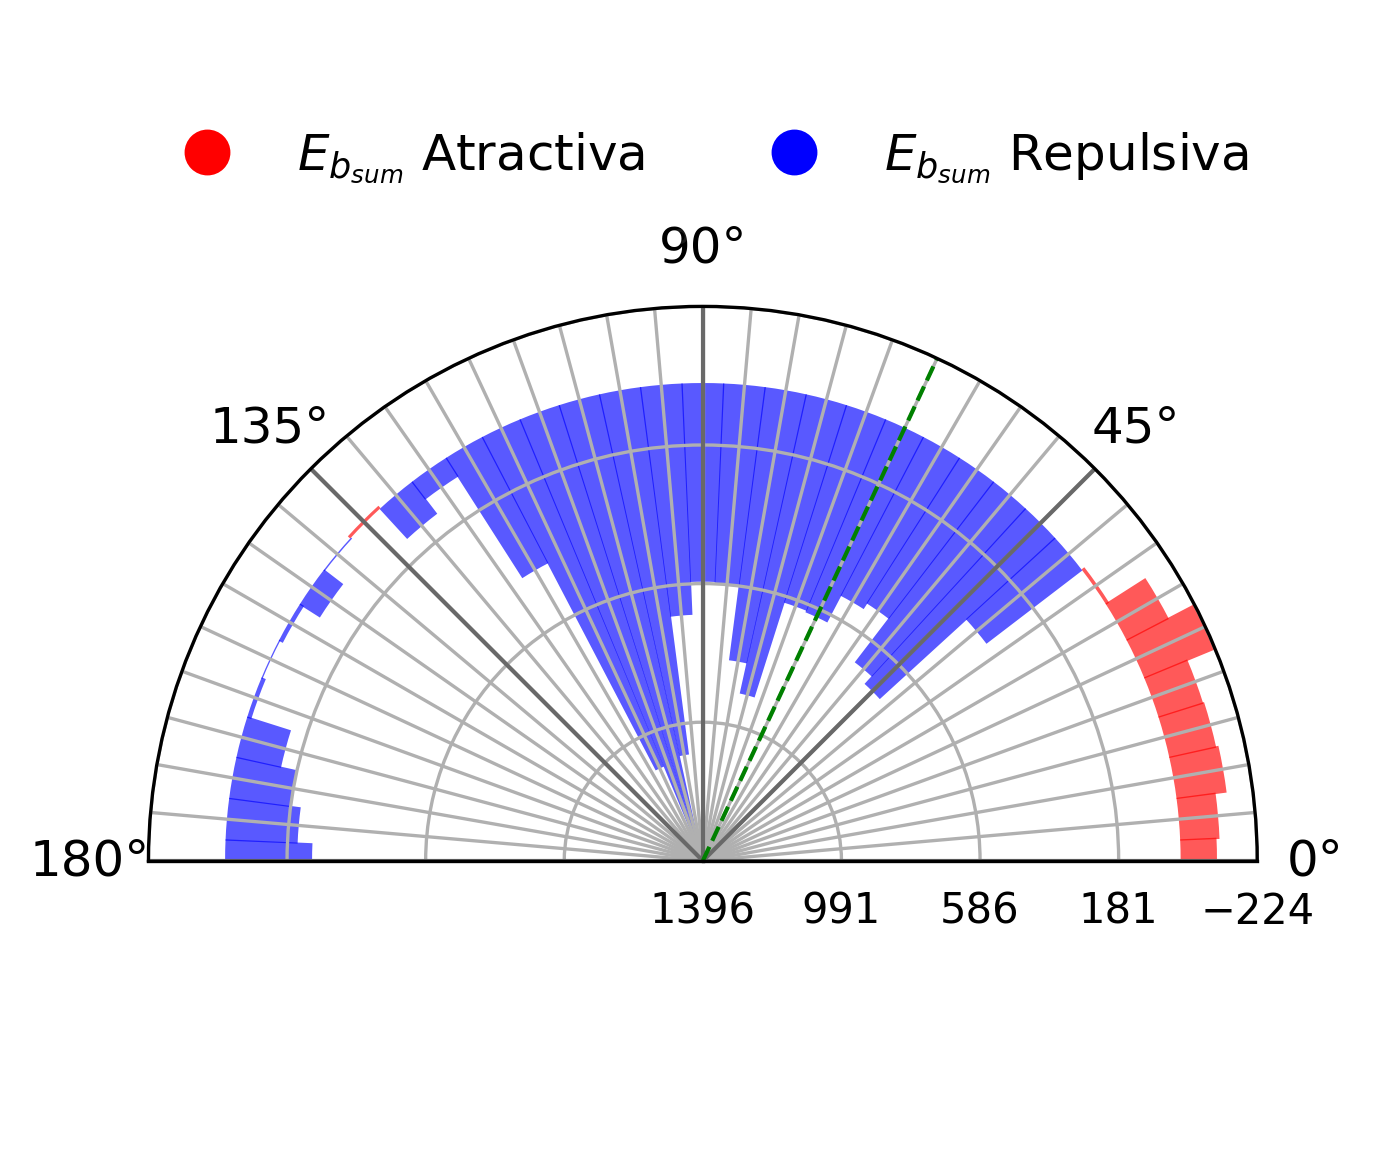 E_{b_{sum}} Atractiva E_{b_{sum}} Repulsiva
90°
135° 45°
180° 0°
1396 991 586 181 −224